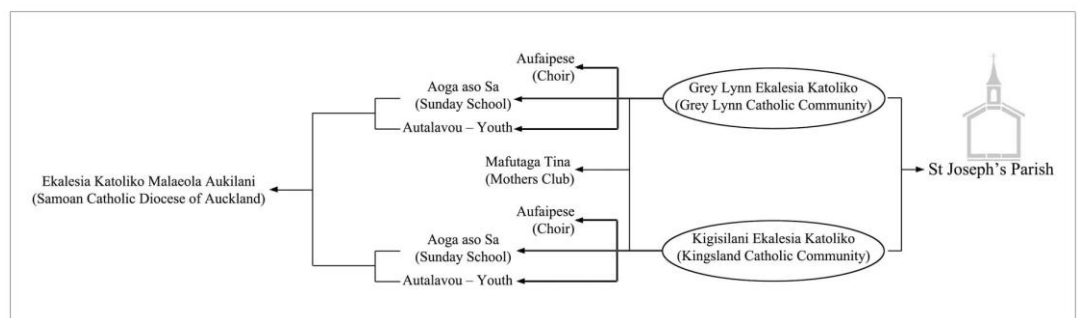 Aufaipese
(Choir)
Grey Lynn Ekalesia Katoliko
(Grey Lynn Catholic Community)
Aoga aso Sa
(Sunday School)
Autalavou – Youth
Mafutaga Tina
(Mothers Club)
St Joseph's Parish
Ekalesia Katoliko Malaeola Aukilani
(Samoan Catholic Diocese of Auckland)
Aufaipese
(Choir)
Kigisilani Ekalesia Katoliko
(Kingsland Catholic Community)
Aoga aso Sa
(Sunday School)
Autalavou – Youth